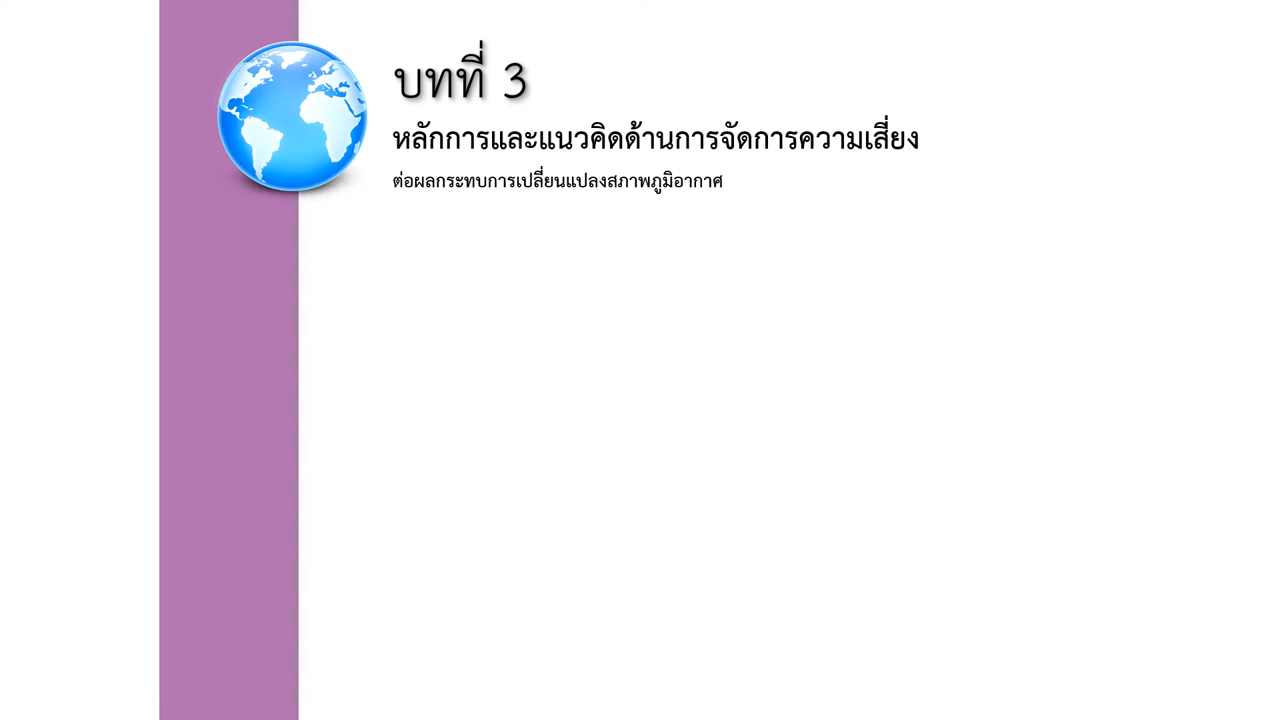 บทที่ 3
หลักการและแนวคิดด้านการจัดการความเสี่ยง
ต่อผลกระทบการเปลี่ยนแปลงสภาพภูมิอากาศ